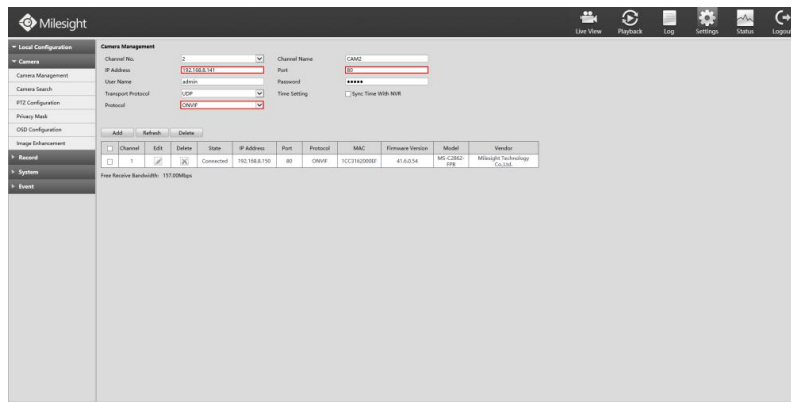 Milesight
Live View Playback Log Settings Status Logout
Local Configuration
Camera
Camera Management
Camera Search
PTZ Configuration
Privacy Mask
OSD Configuration
Image Enhancement
Record
System
Event
Camera Management
Channel No. 2 Channel Name CAM2
IP Address 192.168.8.141 Port 80
User Name admin Password •••••
Transport Protocol UDP Time Setting Sync Time With NVR
Protocol ONVIF
Add Refresh Delete
Channel Edit Delete State IP Address Port Protocol MAC Firmware Version Model Vendor
1 Connected 192.168.8.150 80 ONVIF 41.6.0.54 MS-C2862-FPB Milesight Technology Co.,Ltd.
Free Receive Bandwidth: 157.00Mbps